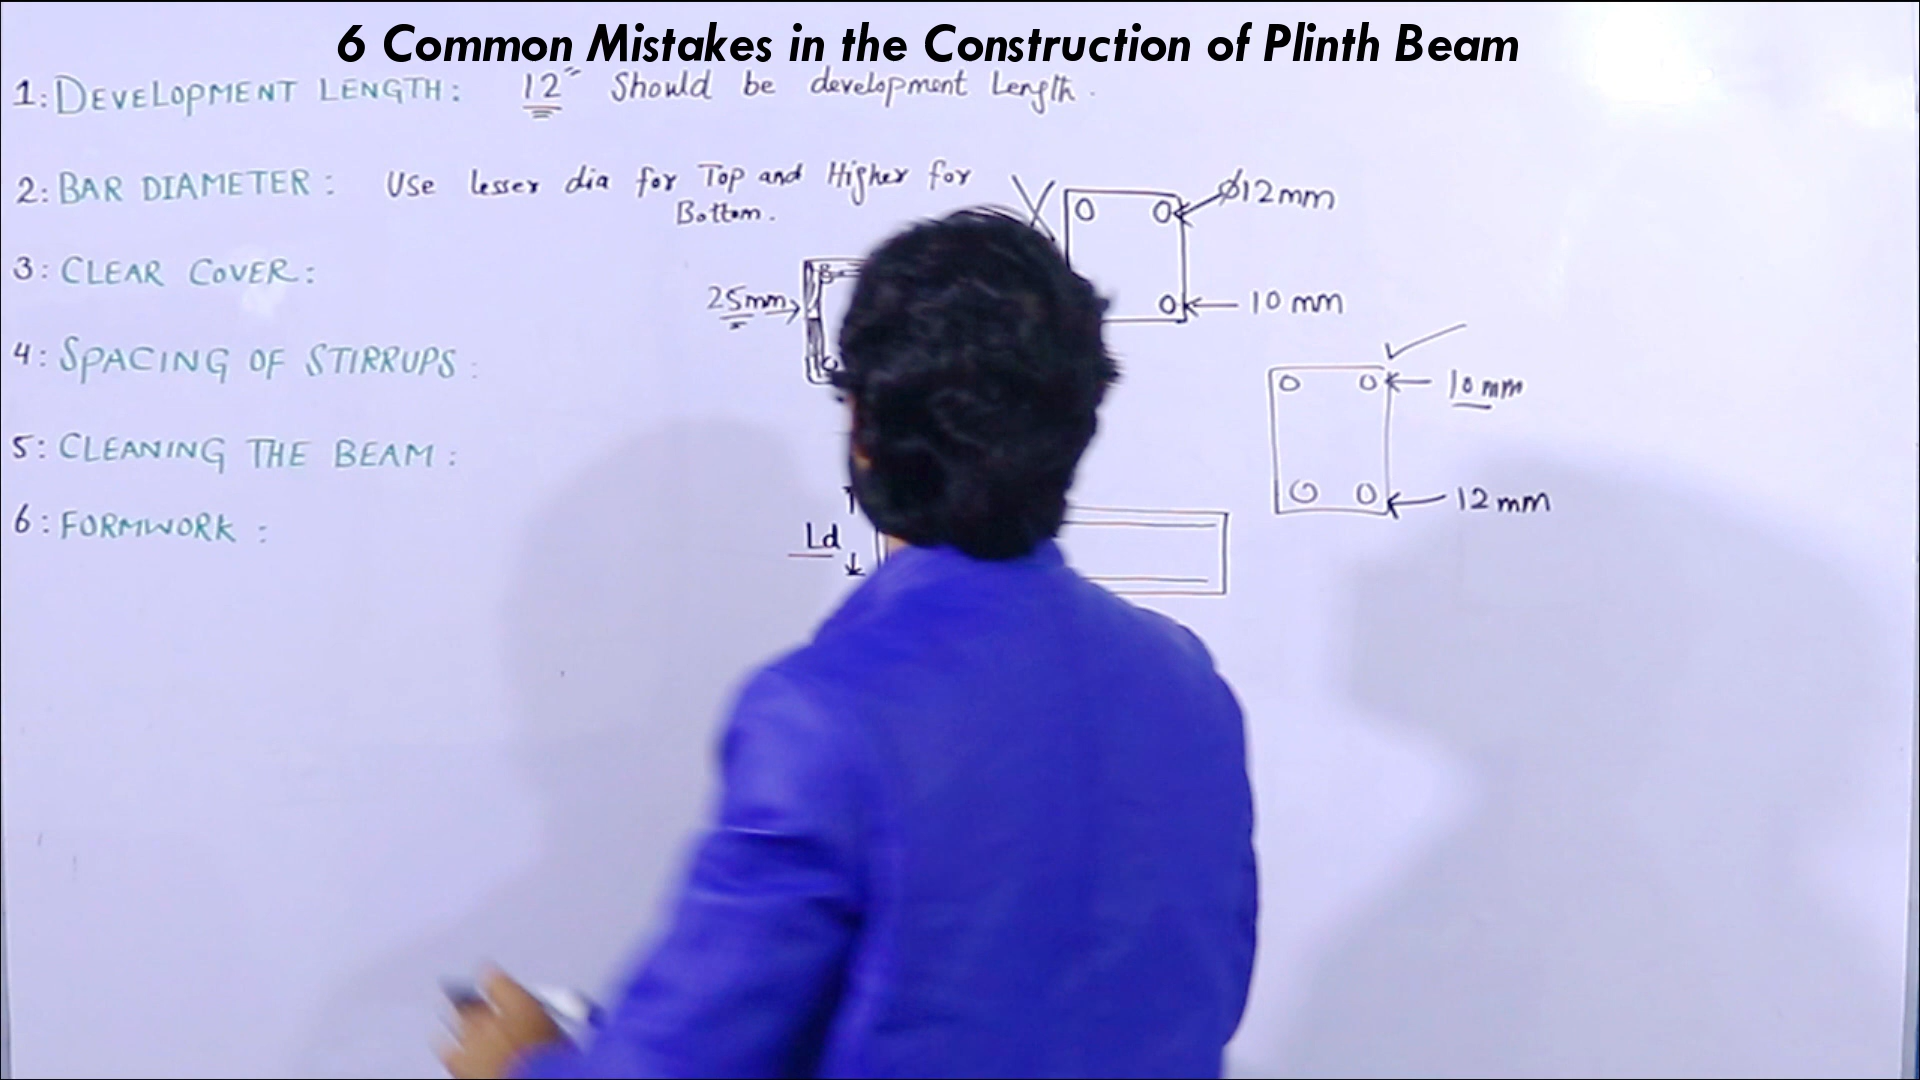 6 Common Mistakes in the Construction of Plinth Beam
1: DEVELOPMENT LENGTH: 12" Should be development Length.
2: BAR DIAMETER: Use lesser dia for Top and Higher for
Bottom.
Ø12mm
3: CLEAR COVER:
25mm
10 mm
4: SPACING OF STIRRUPS:
10 mm
5: CLEANING THE BEAM:
12mm
6: FORMWORK:
Ld